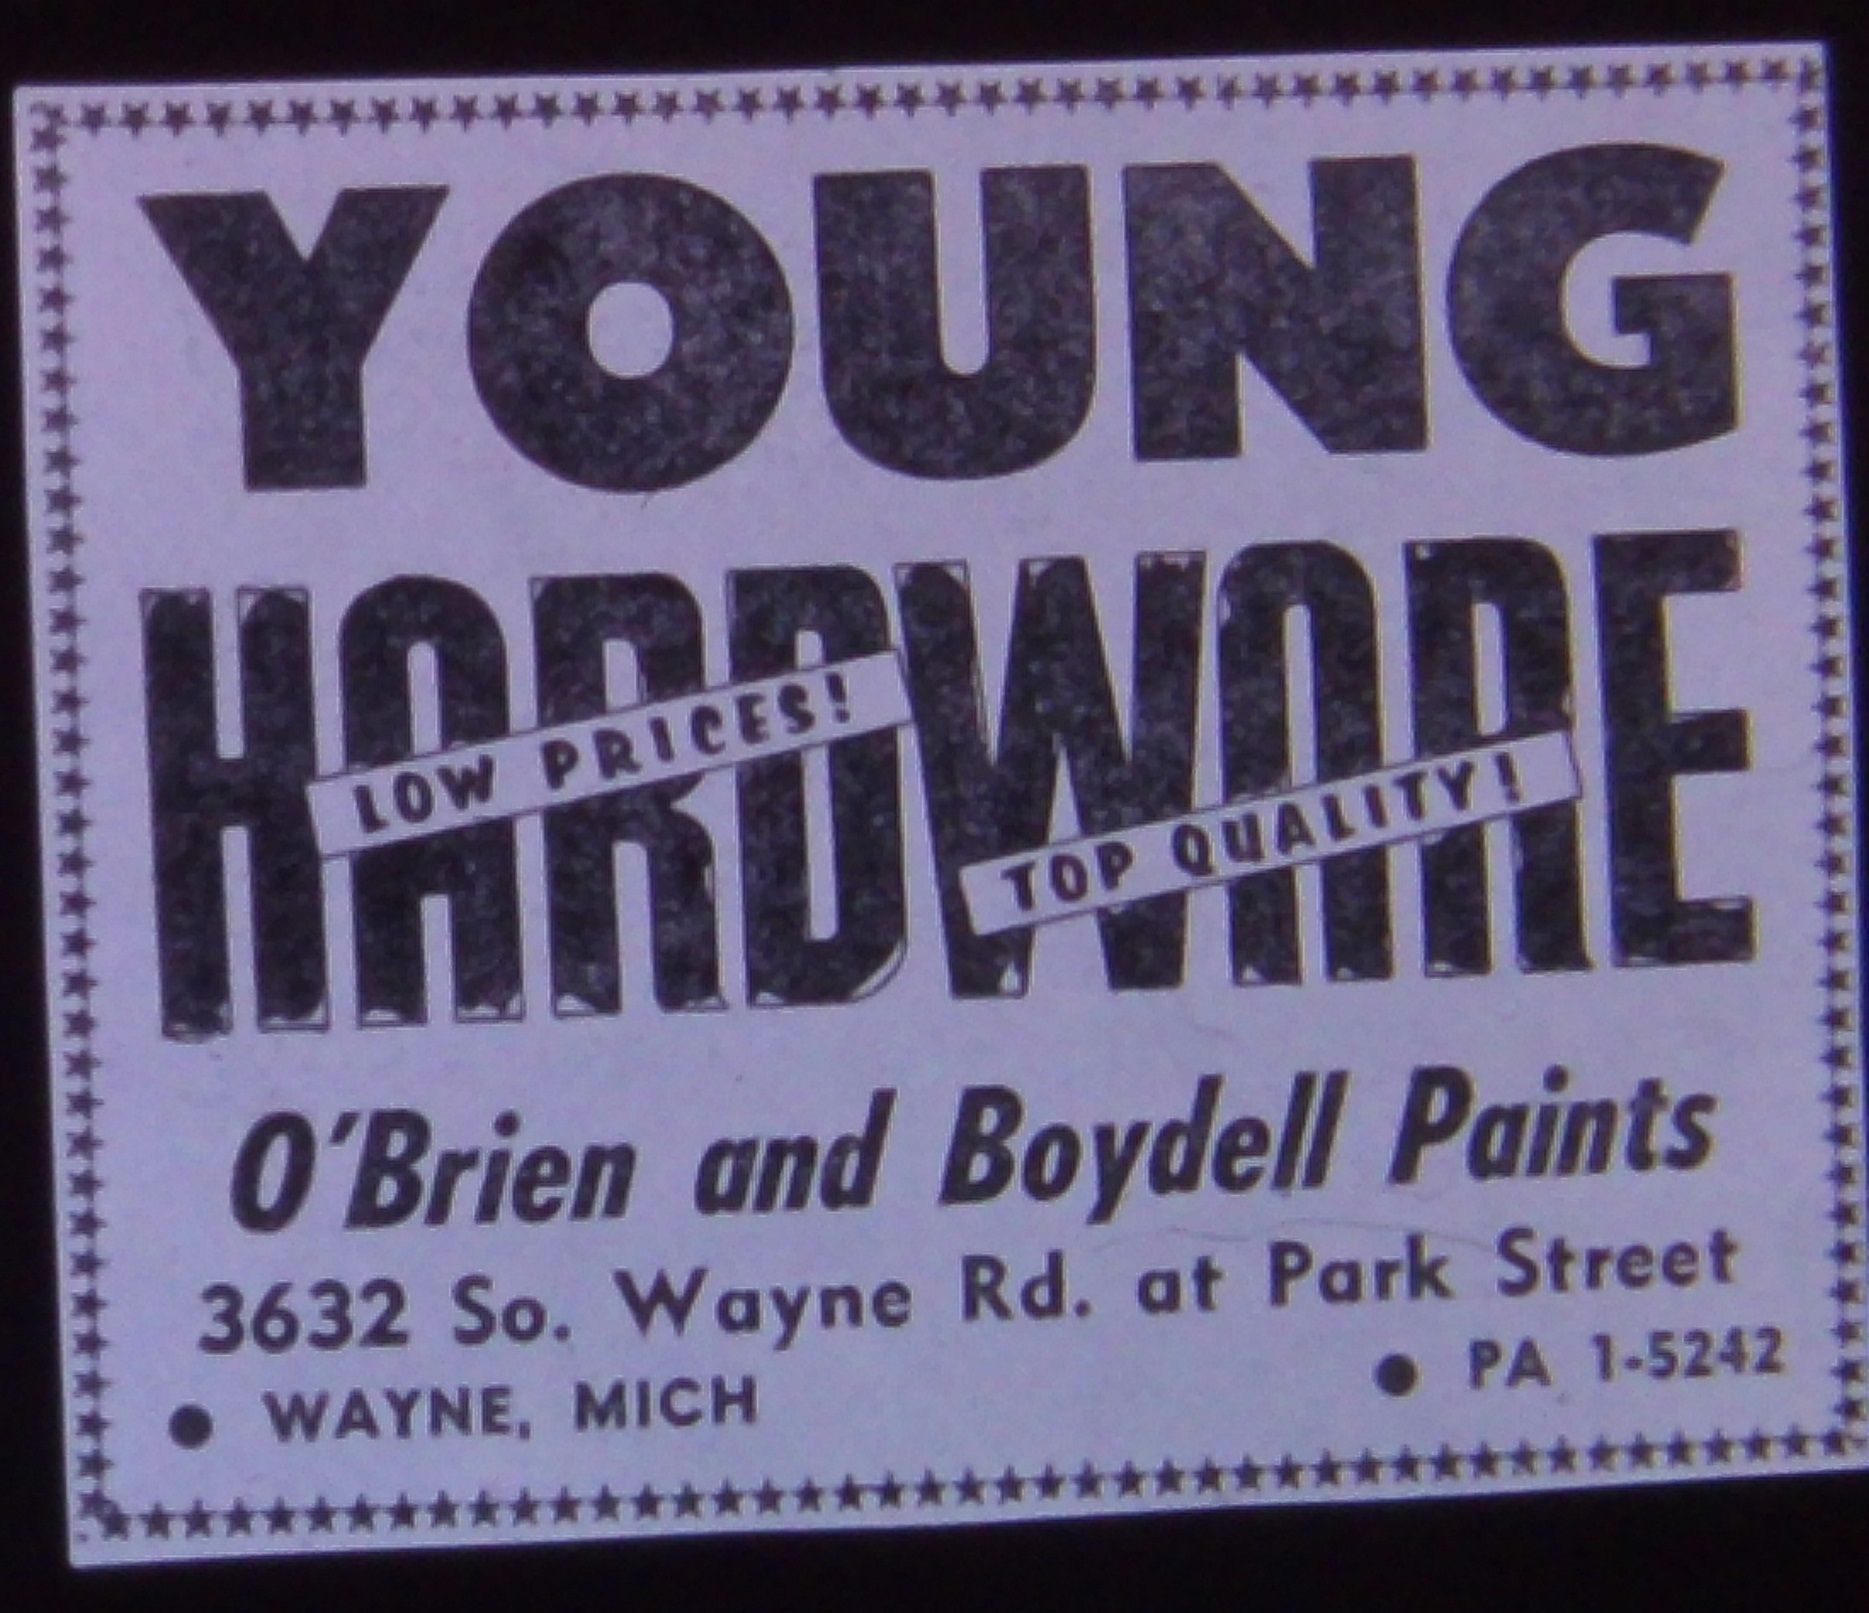 YOUNG
HARDWARE
LOW PRICES!
TOP QUALITY!
O'Brien and Boydell Paints
3632 So. Wayne Rd. at Park Street
• WAYNE, MICH • PA 1-5242